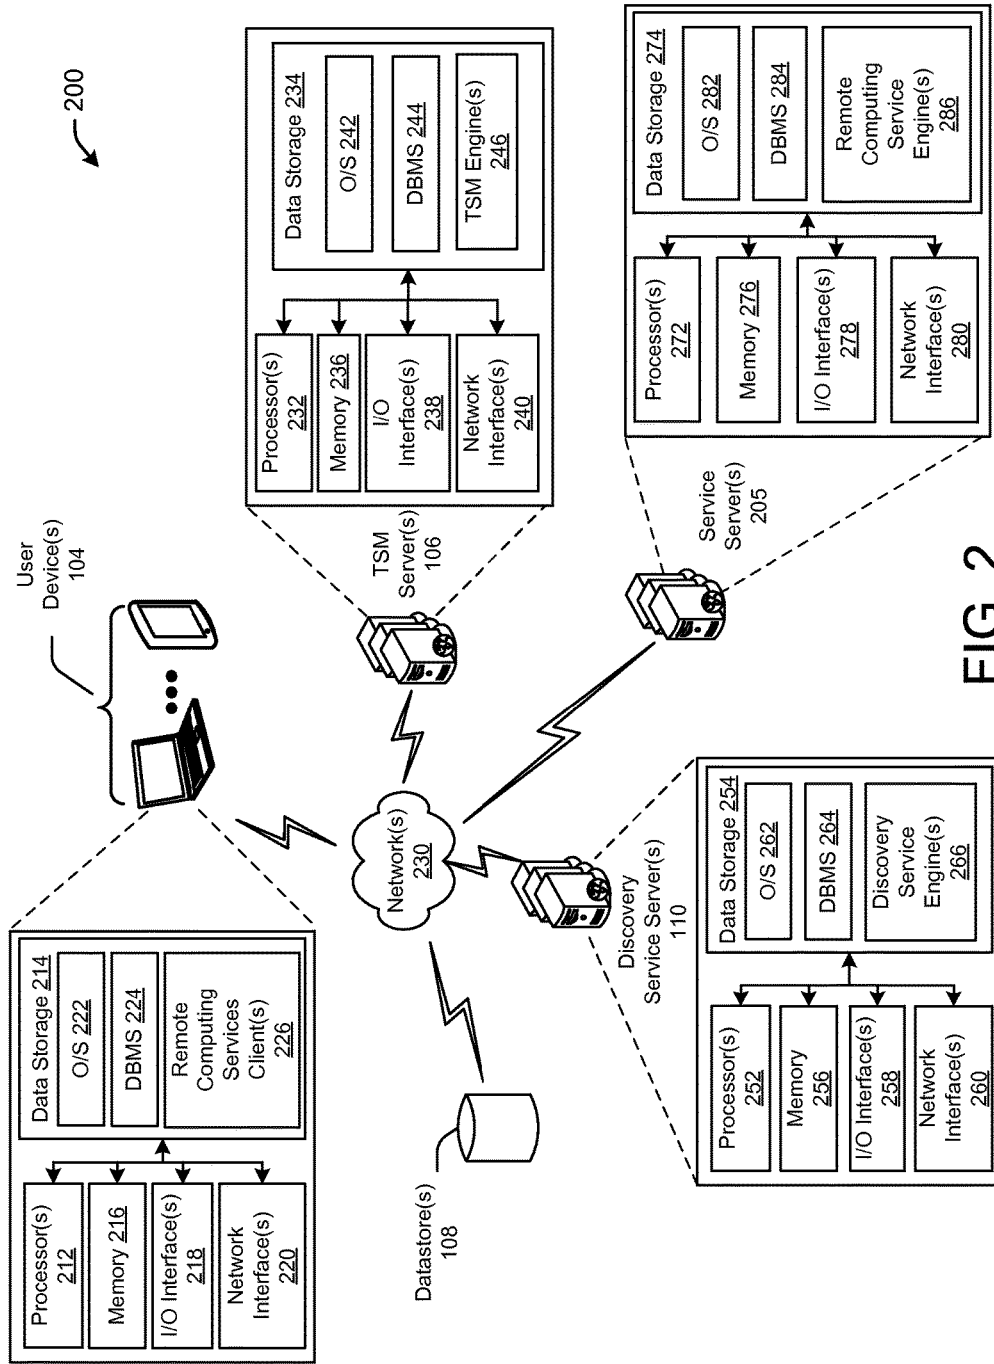 200
User
Device(s)
104
Data Storage 214
O/S 222
DBMS 224
Remote
Computing
Services
Client(s)
226
Processor(s)
212
Memory 216
I/O Interface(s)
218
Network
Interface(s)
220
Data Storage 234
O/S 242
DBMS 244
TSM Engine(s)
246
Processor(s)
232
Memory 236
I/O
Interface(s)
238
Network
Interface(s)
240
TSM
Server(s)
106
Network(s)
230
Datastore(s)
108
Discovery
Service Server(s)
110
Data Storage 254
O/S 262
DBMS 264
Discovery
Service
Engine(s)
266
Processor(s)
252
Memory
256
I/O Interface(s)
258
Network
Interface(s)
260
Service
Server(s)
205
Data Storage 274
O/S 282
DBMS 284
Remote
Computing
Service
Engine(s)
286
Processor(s)
272
Memory 276
I/O Interface(s)
278
Network
Interface(s)
280
FIG. 2